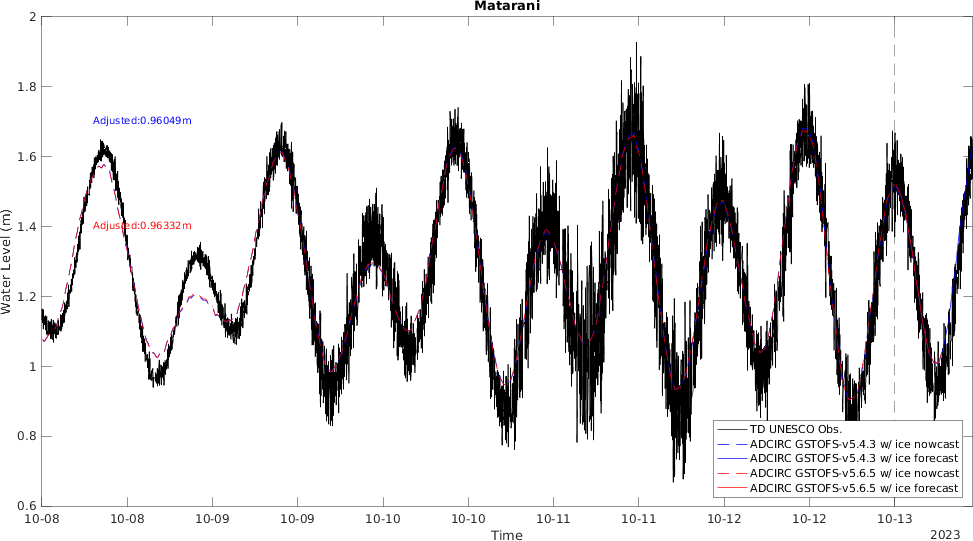 Matarani
2
1.8
1.6
1.4
1.2
1
0.8
0.6
Water Level (m)
Adjusted:0.96049m
Adjusted:0.96332m
TD UNESCO Obs.
ADCIRC GSTOFS-v5.4.3 w/ ice nowcast
ADCIRC GSTOFS-v5.4.3 w/ ice forecast
ADCIRC GSTOFS-v5.6.5 w/ ice nowcast
ADCIRC GSTOFS-v5.6.5 w/ ice forecast
10-08 10-08 10-09 10-09 10-10 10-10 10-11 10-11 10-12 10-12 10-13
Time
2023